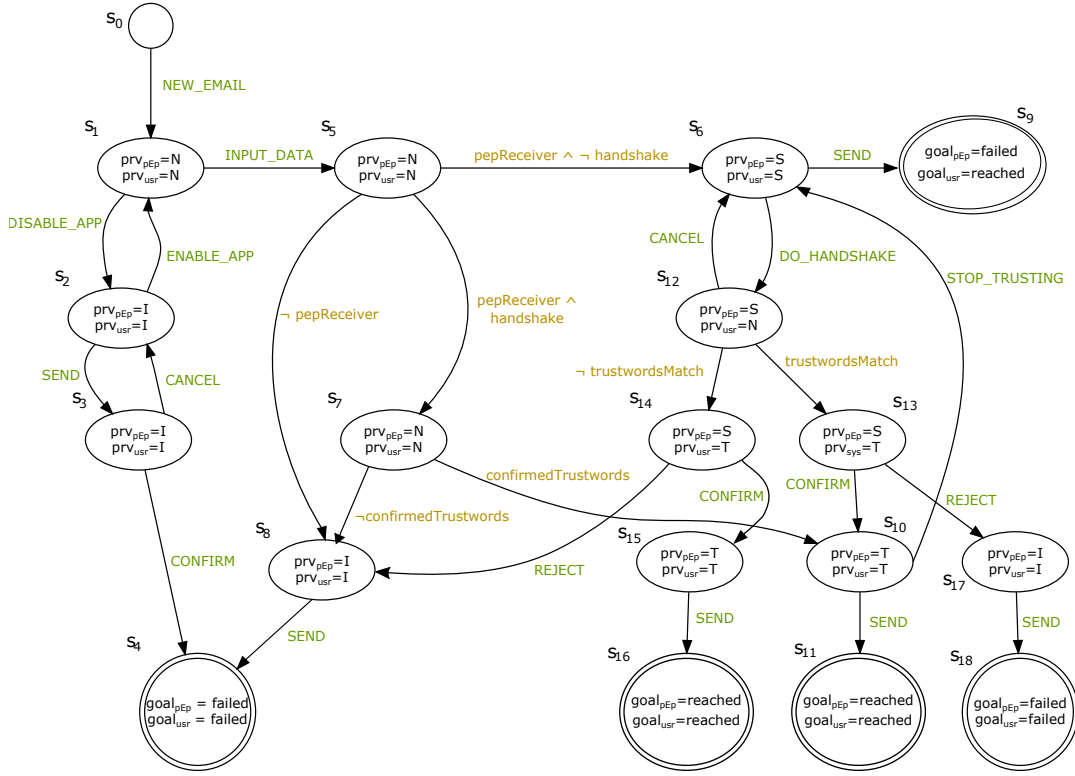 s0
NEW_EMAIL
s1
prvpEp=N
prvusr=N
INPUT_DATA
s5
prvpEp=N
prvusr=N
pepReceiver ∧ ¬ handshake
s6
prvpEp=S
prvusr=S
SEND
s9
goalpEp=failed
goalusr=reached
DISABLE_APP
ENABLE_APP
s2
prvpEp=I
prvusr=I
¬ pepReceiver
pepReceiver ∧
handshake
CANCEL
DO_HANDSHAKE
STOP_TRUSTING
s12
prvpEp=S
prvusr=N
SEND
CANCEL
s3
prvpEp=I
prvusr=I
s7
prvpEp=N
prvusr=N
¬ trustwordsMatch
trustwordsMatch
s14
prvpEp=S
prvusr=T
s13
prvpEp=S
prvsys=T
confirmedTrustwords
¬confirmedTrustwords
CONFIRM
CONFIRM
REJECT
s8
prvpEp=I
prvusr=I
REJECT
s15
prvpEp=T
prvusr=T
s10
prvpEp=T
prvusr=T
s17
prvpEp=I
prvusr=I
CONFIRM
SEND
SEND
SEND
SEND
s4
goalpEp = failed
goalusr = failed
s16
goalpEp=reached
goalusr=reached
s11
goalpEp=reached
goalusr=reached
s18
goalpEp=failed
goalusr=failed